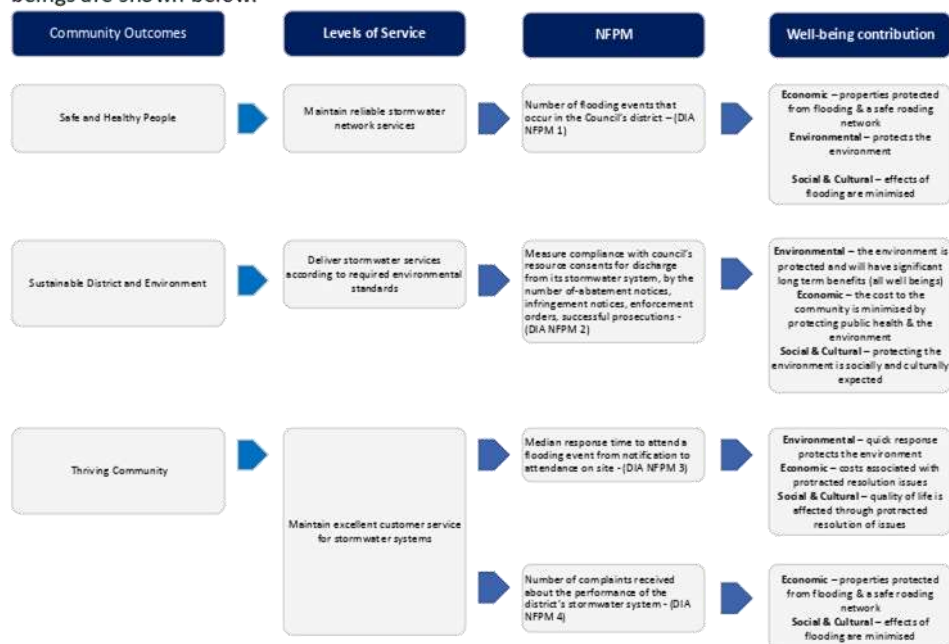 beings are shown below.
Community Outcomes
Levels of Service
NFPM
Well-being contribution
Safe and Healthy People
Maintain reliable stormwater
network services
Number of flooding events that
occur in the Council's district – (DIA
NFPM 1)
Economic – properties protected
from flooding & a safe roading
network
Environmental – protects the
environment
Social & Cultural – effects of
flooding are minimised
Sustainable District and Environment
Deliver stormwater services
according to required environmental
standards
Measure compliance with council's
resource consents for discharge
from its stormwater system, by the
number of-abatement notices,
infringement notices, enforcement
orders, successful prosecutions -
(DIA NFPM 2)
Environmental – the environment is
protected and will have significant
long term benefits (all well beings)
Economic – the cost to the
community is minimised by
protecting public health & the
environment
Social & Cultural – protecting the
environment is socially and culturally
expected
Thriving Community
Maintain excellent customer service
for stormwater systems
Median response time to attend a
flooding event from notification to
attendance on site - (DIA NFPM 3)
Environmental – quick response
protects the environment
Economic – costs associated with
protracted resolution issues
Social & Cultural – quality of life is
affected through protracted
resolution of issues
Number of complaints received
about the performance of the
district's stormwater system - (DIA
NFPM 4)
Economic – properties protected
from flooding & a safe roading
network
Social & Cultural – effects of
flooding are minimised